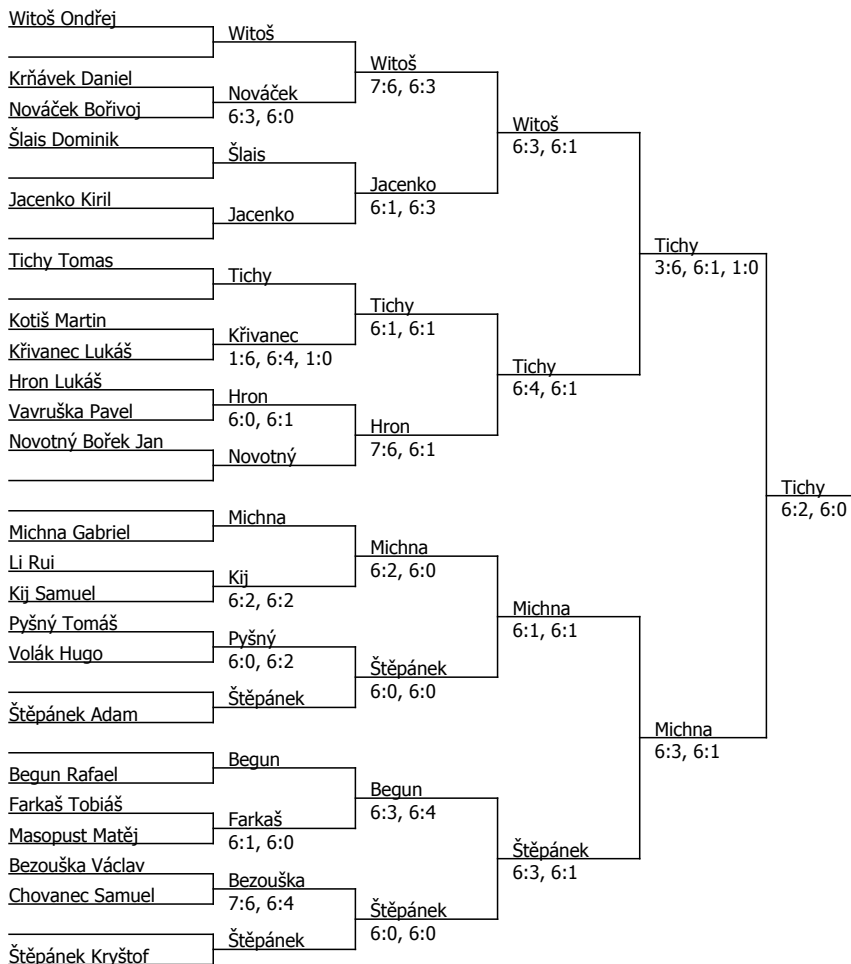 Witoš Ondřej
Krňávek Daniel
Nováček Bořivoj
Šlais Dominik
Jacenko Kiril
Tichy Tomas
Kotiš Martin
Křivanec Lukáš
Hron Lukáš
Vavruška Pavel
Novotný Bořek Jan
Michna Gabriel
Li Rui
Kij Samuel
Pyšný Tomáš
Volák Hugo
Štěpánek Adam
Begun Rafael
Farkaš Tobiáš
Masopust Matěj
Bezouška Václav
Chovanec Samuel
Štěpánek Kryštof
Witoš
Nováček
6:3, 6:0
Šlais
Jacenko
Tichy
Křivanec
1:6, 6:4, 1:0
Hron
6:0, 6:1
Novotný
Michna
Kij
6:2, 6:2
Pyšný
6:0, 6:2
Štěpánek
Begun
Farkaš
6:1, 6:0
Bezouška
7:6, 6:4
Štěpánek
Witoš
7:6, 6:3
Jacenko
6:1, 6:3
Tichy
6:1, 6:1
Hron
7:6, 6:1
Michna
6:2, 6:0
Štěpánek
6:0, 6:0
Begun
6:3, 6:4
Štěpánek
6:0, 6:0
Witoš
6:3, 6:1
Tichy
6:4, 6:1
Michna
6:1, 6:1
Štěpánek
6:3, 6:1
Tichy
3:6, 6:1, 1:0
Michna
6:3, 6:1
Tichy
6:2, 6:0